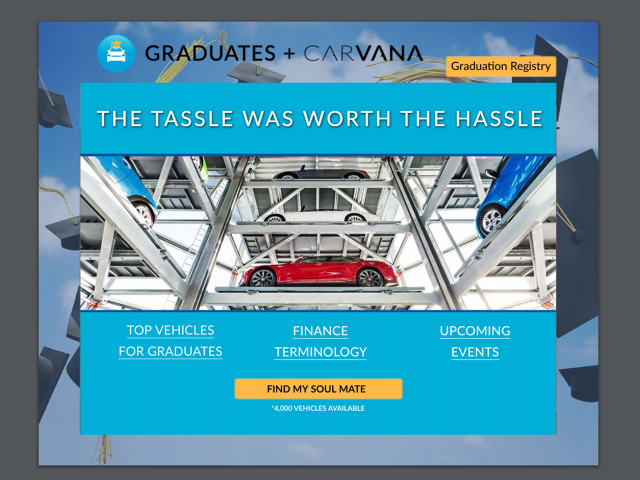 GRADUATES + CARVANA
Graduation Registry
THE TASSLE WAS WORTH THE HASSLE
TOP VEHICLES
FOR GRADUATES
FINANCE
TERMINOLOGY
UPCOMING
EVENTS
FIND MY SOUL MATE
*4,000 VEHICLES AVAILABLE